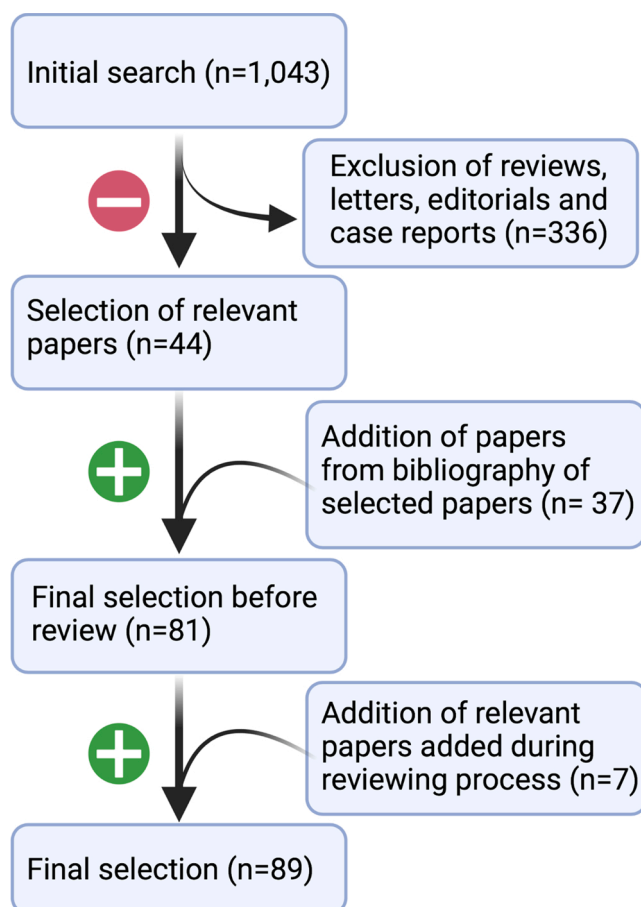 Initial search (n=1,043)
Exclusion of reviews,
letters, editorials and
case reports (n=336)
Selection of relevant
papers (n=44)
Addition of papers
from bibliography of
selected papers (n= 37)
Final selection before
review (n=81)
Addition of relevant
papers added during
reviewing process (n=7)
Final selection (n=89)